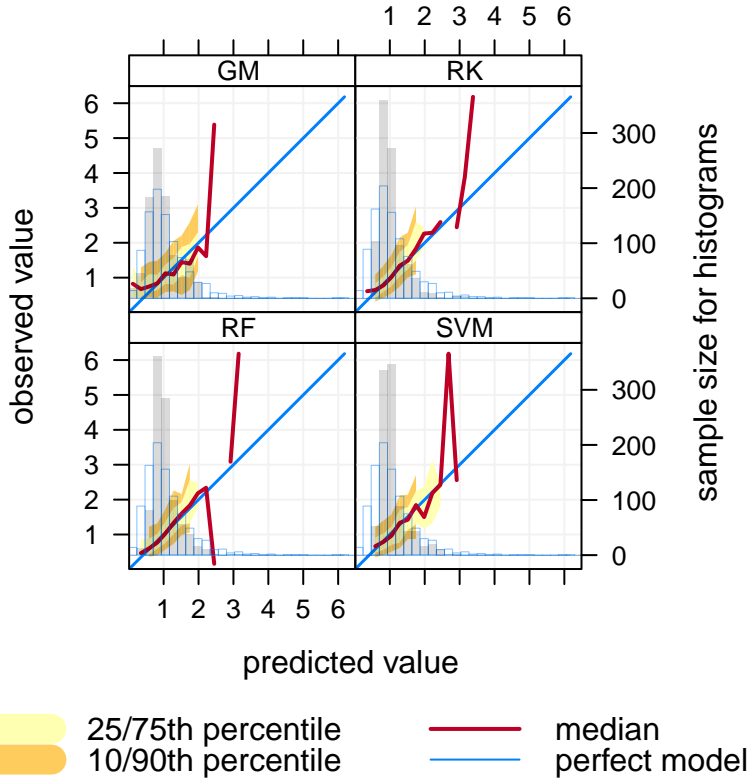 1 2 3 4 5 6
GM RK
6
5
4
3
2
1
300
200
100
0
RF SVM
6
5
4
3
2
1
300
200
100
0
observed value
sample size for histograms
1 2 3 4 5 6
predicted value
25/75th percentile median
10/90th percentile perfect model